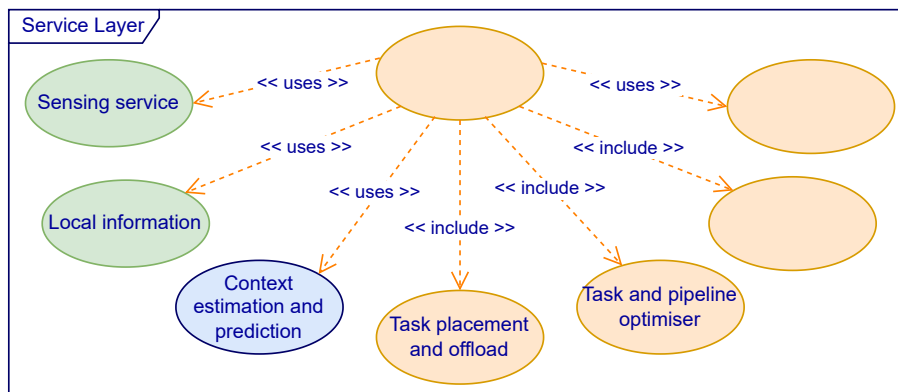 Service Layer
<< uses >>
<< uses >>
Sensing service
<< uses >>
<< include >>
<< uses >>
<< include >>
Local information
<< include >>
Context
estimation and
prediction
Task placement
and offload
Task and pipeline
optimiser